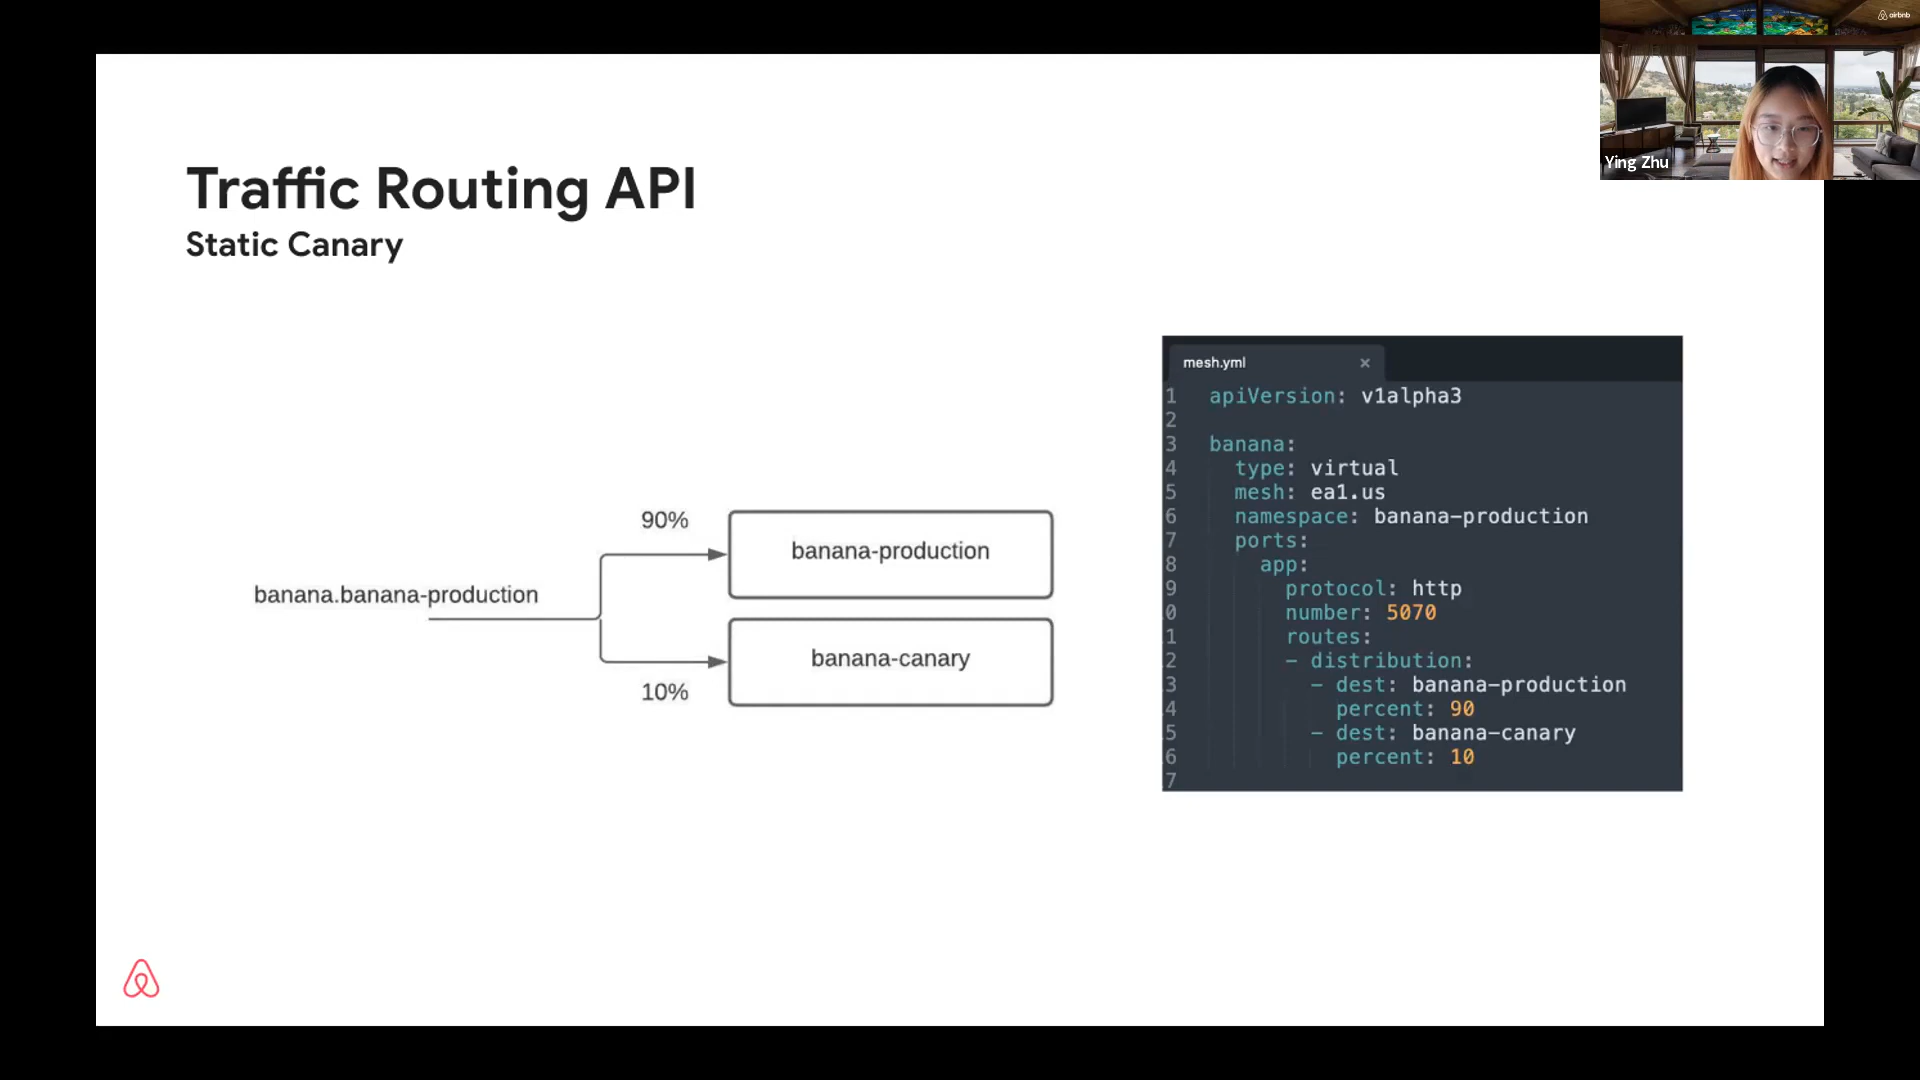 airbnb
Ying Zhu
Traffic Routing API
Static Canary
90%
banana-production
banana.banana-production
banana-canary
10%
mesh.yml ×
1 apiVersion: v1alpha3
2
3 banana:
4 type: virtual
5 mesh: ea1.us
6 namespace: banana-production
7 ports:
8 app:
9 protocol: http
0 number: 5070
1 routes:
2 - distribution:
3 - dest: banana-production
4 percent: 90
5 - dest: banana-canary
6 percent: 10
7